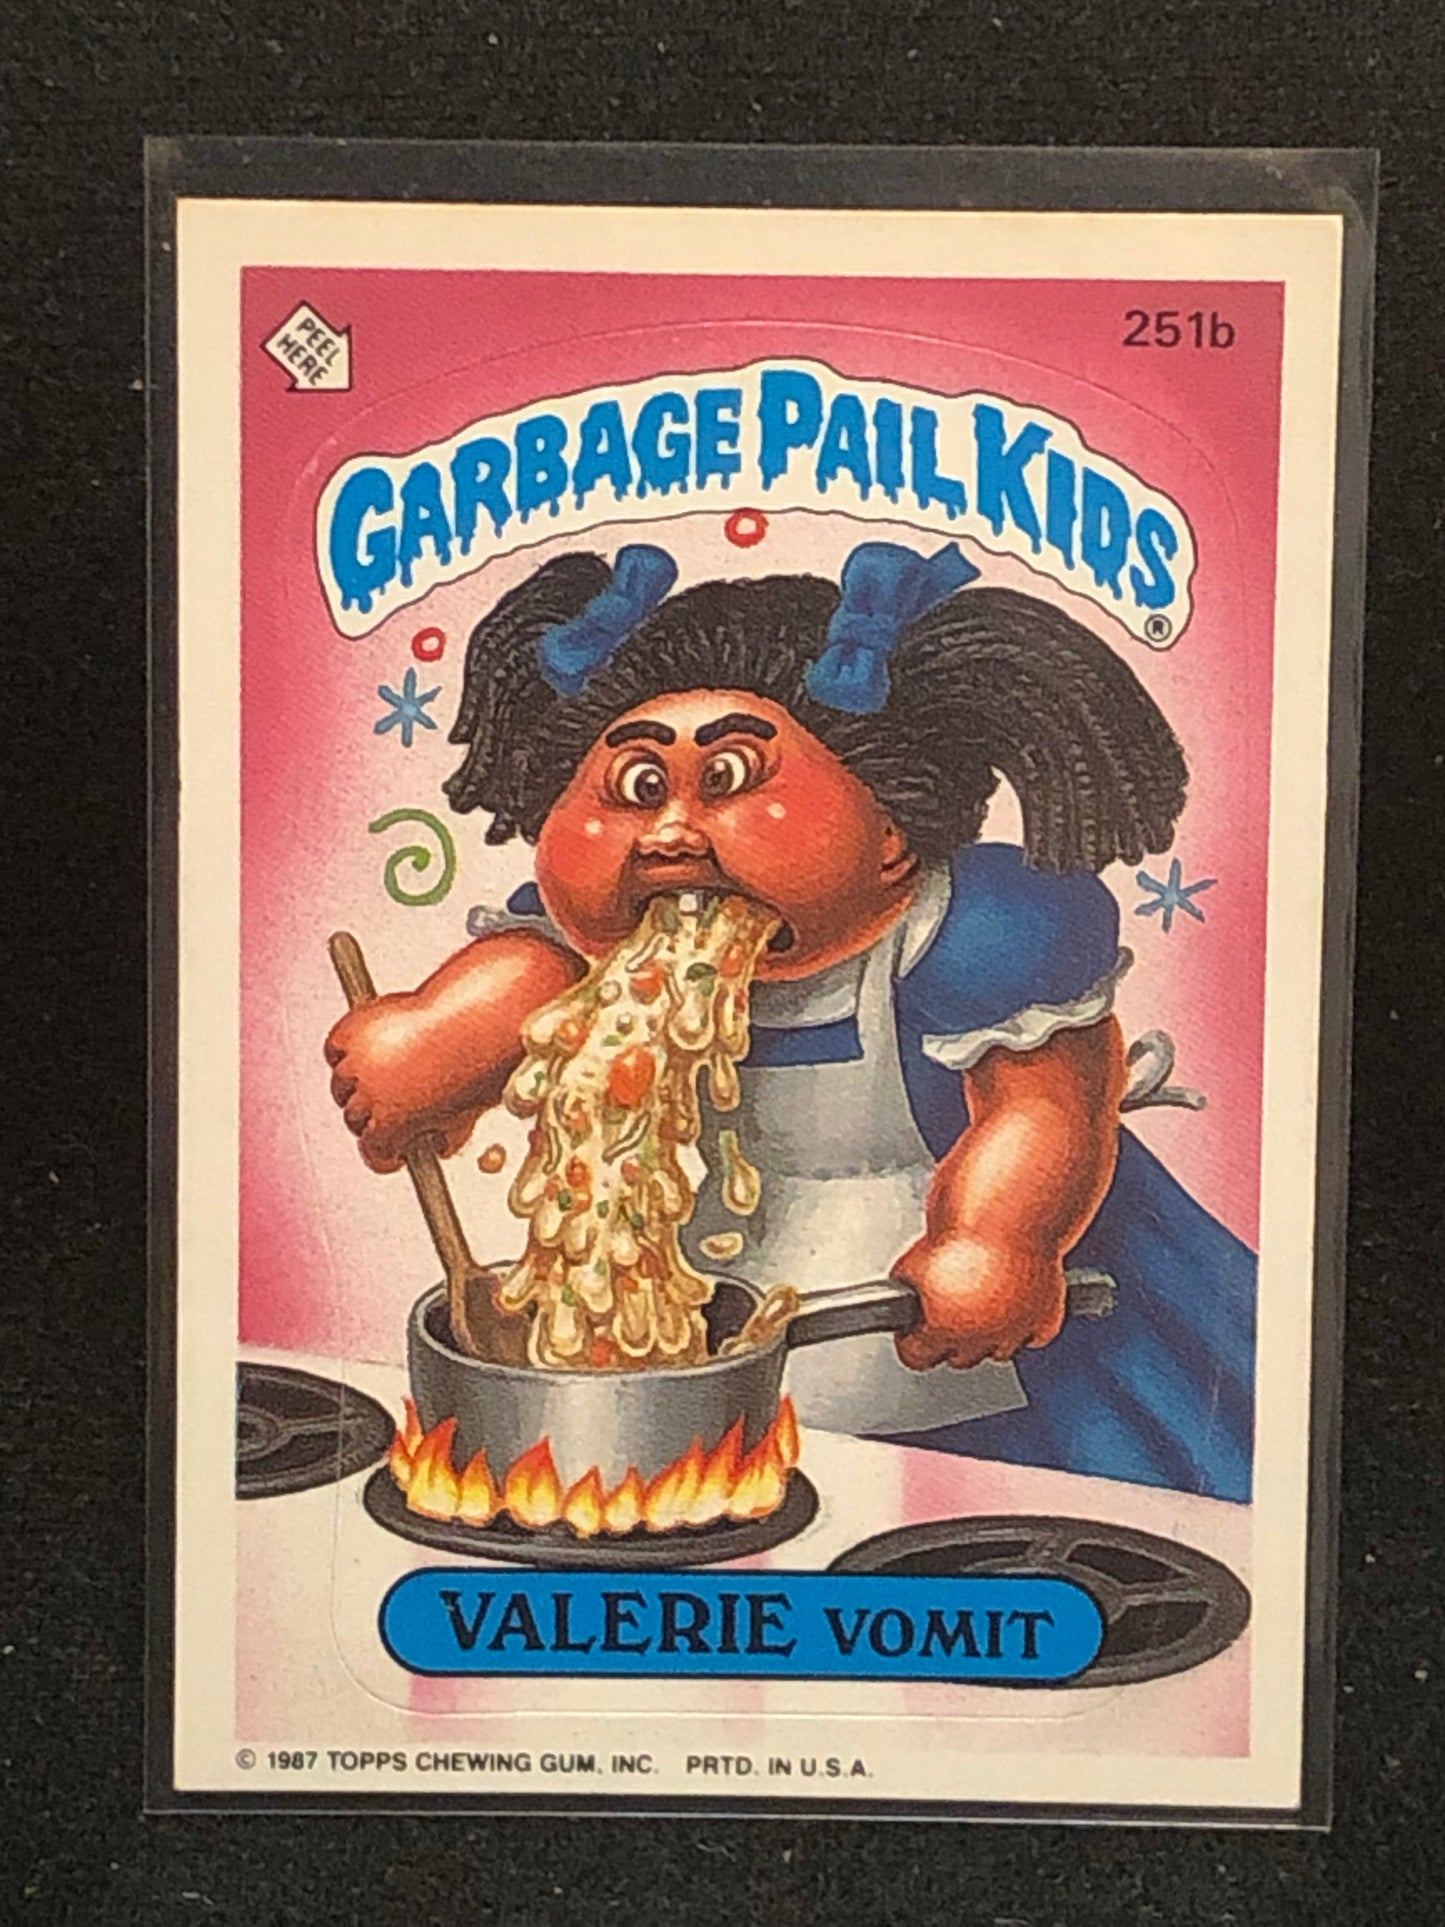 PEEL
HERE
251b
GARBAGE PAIL KIDS
®
VALERIE VOMIT
© 1987 TOPPS CHEWING GUM, INC. PRTD. IN U.S.A.